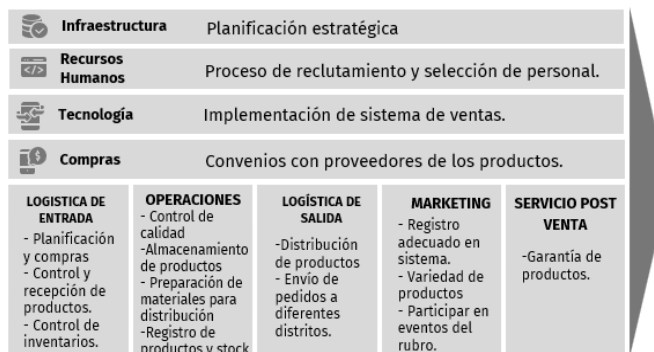 Infraestructura
Planificación estratégica
Recursos
Humanos
Proceso de reclutamiento y selección de personal.
Tecnología
Implementación de sistema de ventas.
Compras
Convenios con proveedores de los productos.
LOGISTICA DE
ENTRADA
- Planificación
y compras
- Control y
recepción de
productos.
- Control de
inventarios.
OPERACIONES
- Control de
calidad
-Almacenamiento
de productos
- Preparación de
materiales para
distribución
-Registro de
productos y stock
LOGÍSTICA DE
SALIDA
-Distribución
de productos
- Envío de
pedidos a
diferentes
distritos.
MARKETING
- Registro
adecuado en
sistema.
- Variedad de
productos
- Participar en
eventos del
rubro.
SERVICIO POST
VENTA
-Garantía de
productos.